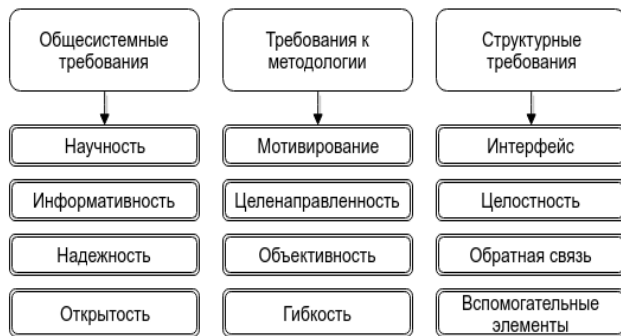 Общесистемные
требования
Требования к
методологии
Структурные
требования
Научность
Мотивирование
Интерфейс
Информативность
Целенаправленность
Целостность
Надежность
Объективность
Обратная связь
Открытость
Гибкость
Вспомогательные
элементы